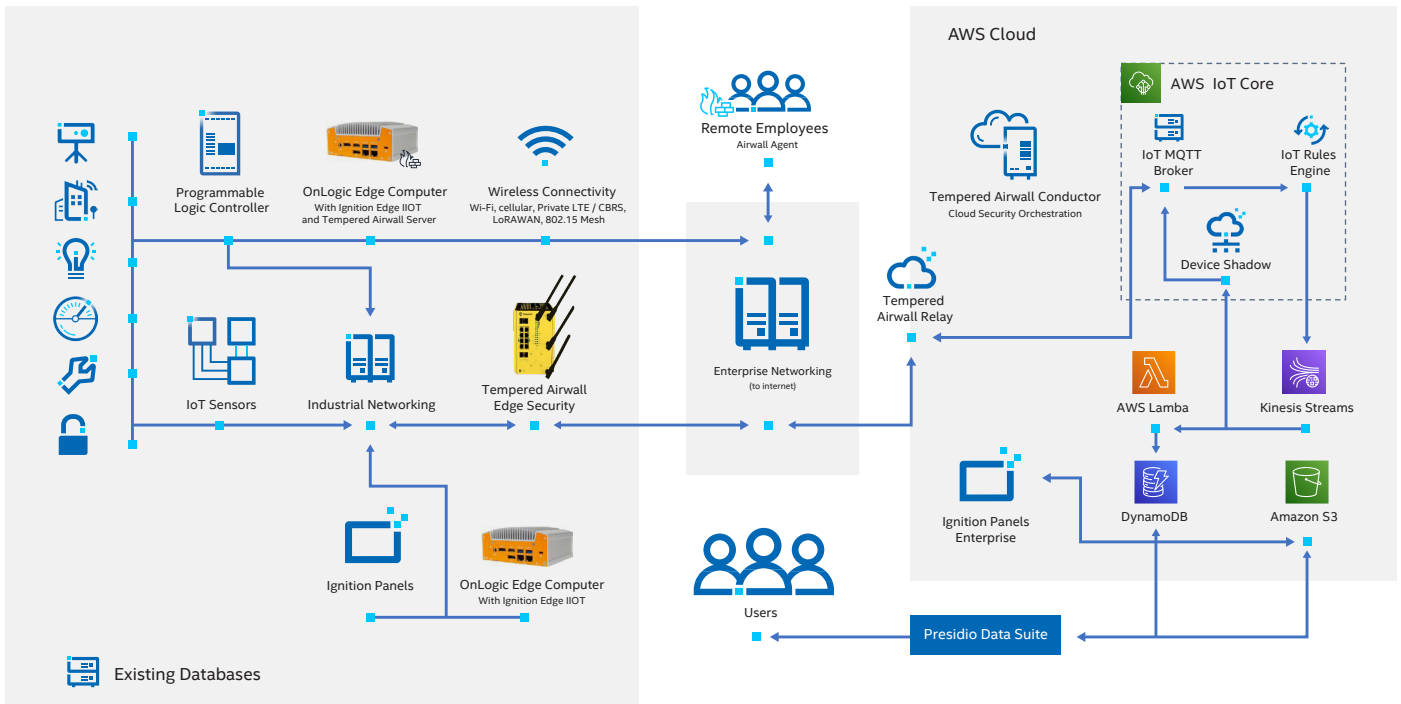 AWS Cloud
AWS IoT Core
Remote Employees
Airwall Agent
IoT MQTT
Broker
IoT Rules
Engine
Programmable
Logic Controller
OnLogic Edge Computer
With Ignition Edge IIOT
and Tempered Airwall Server
Wireless Connectivity
Wi-Fi, cellular, Private LTE / CBRS,
LoRAWAN, 802.15 Mesh
Tempered Airwall Conductor
Cloud Security Orchestration
Device Shadow
Tempered
Airwall Relay
Enterprise Networking
(to internet)
IoT Sensors
Industrial Networking
Tempered Airwall
Edge Security
AWS Lamba
Kinesis Streams
Ignition Panels
Enterprise
DynamoDB
Amazon S3
Ignition Panels
OnLogic Edge Computer
With Ignition Edge IIOT
Users
Presidio Data Suite
Existing Databases